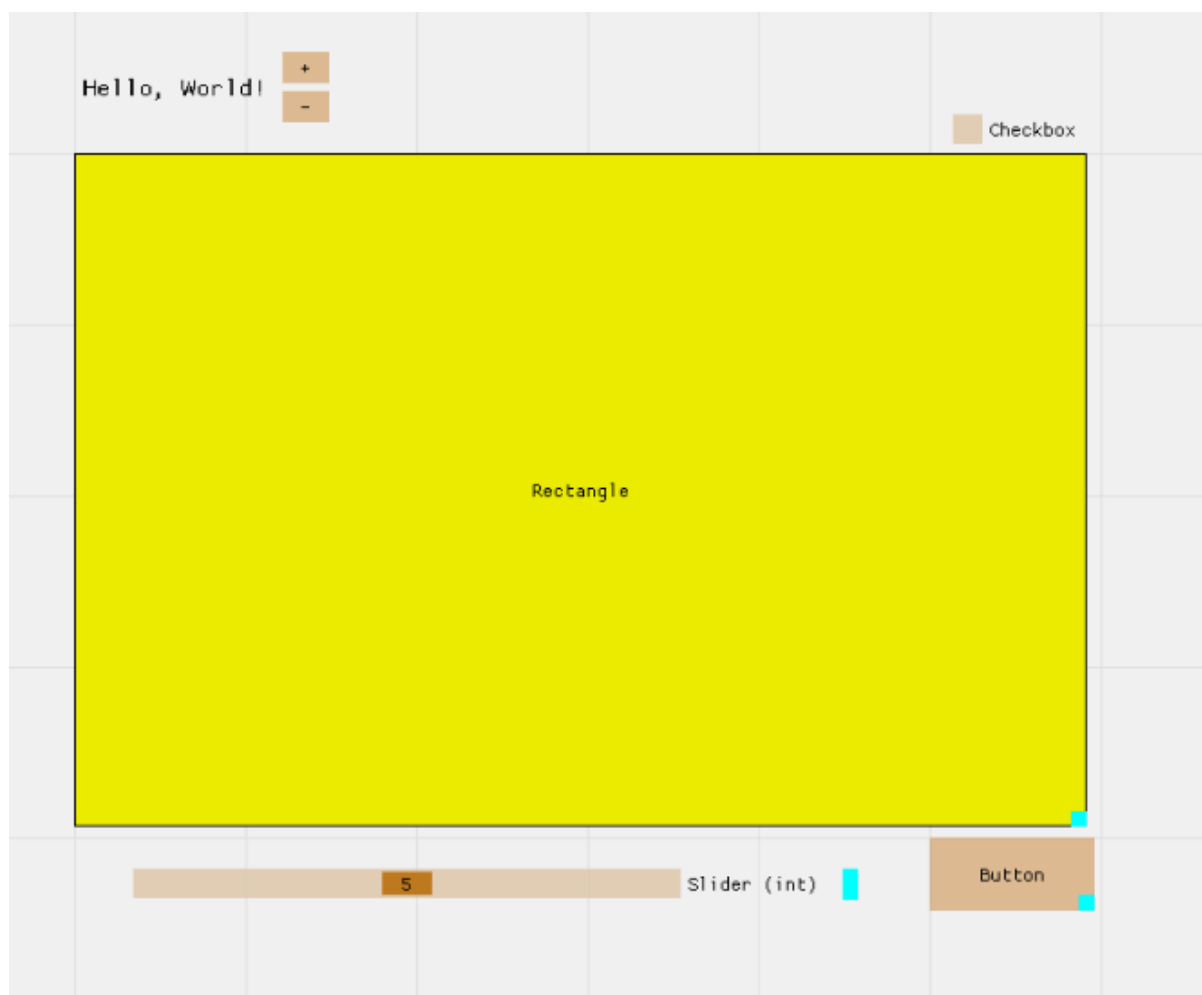 Hello, World!
+
-
Checkbox
Rectangle
5
Slider (int)
Button